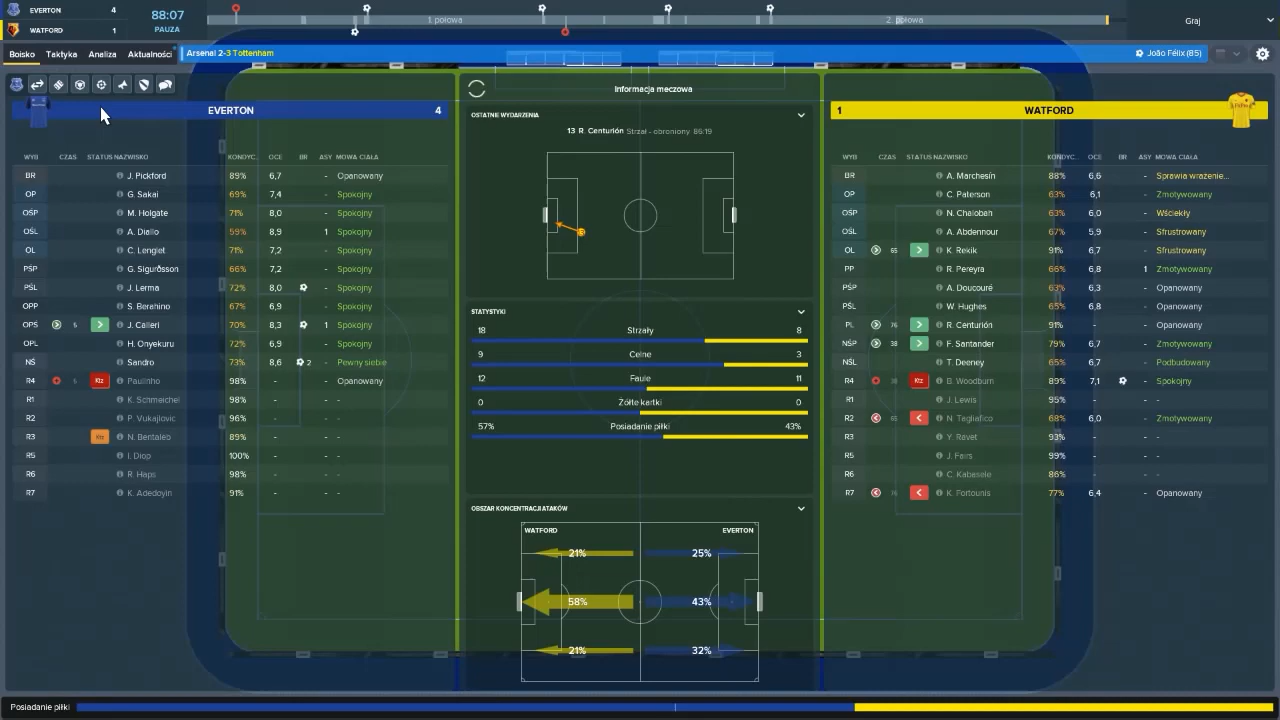 EVERTON 4
WATFORD 1
88:07
PAUZA
1. połowa
2. połowa
Graj
Boisko Taktyka Analiza Aktualności
Arsenal 2-3 Tottenham
João Félix (85)
EVERTON 4
WYB CZAS STATUS NAZWISKO KONDYC. OCE BR ASY MOWA CIAŁA
BR J. Pickford 89% 6,7 - Opanowany
OP G. Sakai 69% 7,4 - Spokojny
OŚP M. Holgate 71% 8,0 - Spokojny
OŚL A. Diallo 59% 8,9 1 Spokojny
OL C. Lenglet 71% 7,2 - Spokojny
PŚP G. Sigurðsson 66% 7,2 - Spokojny
PŚL J. Lerma 72% 8,0 - Spokojny
OPP S. Berahino 67% 6,9 - Spokojny
OPŚ 5 J. Calleri 70% 8,3 1 Spokojny
OPL H. Onyekuru 72% 6,9 - Spokojny
NŚ Sandro 73% 8,6 2 - Pewny siebie
R4 5 Ktz Paulinho 98% - - Opanowany
R1 K. Schmeichel 98% - - -
R2 P. Vukajlovic 96% - - -
R3 Ktz N. Bentaleb 89% - - -
R5 I. Diop 100% - - -
R6 R. Haps 98% - - -
R7 K. Adedoyin 91% - - -
Informacja meczowa
OSTATNIE WYDARZENIA
13 R. Centurión Strzał - obroniony 86:19
STATYSTYKI
18 Strzały 8
9 Celne 3
12 Faule 11
0 Żółte kartki 0
57% Posiadanie piłki 43%
OBSZAR KONCENTRACJI ATAKÓW
WATFORD EVERTON
21% 25%
58% 43%
21% 32%
1 WATFORD
WYB CZAS STATUS NAZWISKO KONDYC. OCE BR ASY MOWA CIAŁA
BR A. Marchesín 88% 6,6 - Sprawia wrażenie...
OP C. Paterson 63% 6,1 - Zmotywowany
OŚP N. Chalobah 63% 6,0 - Wściekły
OŚL A. Abdennour 67% 5,9 - Sfrustrowany
OL 65 K. Rekik 91% 6,7 - Sfrustrowany
PP R. Pereyra 66% 6,8 1 Zmotywowany
PŚP A. Doucouré 63% 6,3 - Opanowany
PŚL W. Hughes 65% 6,8 - Opanowany
PL 76 R. Centurión 91% - - Opanowany
NŚP 38 F. Santander 79% 6,7 - Zmotywowany
NŚL T. Deeney 65% 6,7 - Podbudowany
R4 38 Ktz B. Woodburn 89% 7,1 - Spokojny
R1 J. Lewis 95% - - -
R2 65 N. Tagliafico 68% 6,0 - Zmotywowany
R3 Y. Ravet 93% - - -
R5 J. Fairs 99% - - -
R6 C. Kabasele 86% - - -
R7 76 K. Fortounis 77% 6,4 - Opanowany
Posiadanie piłki